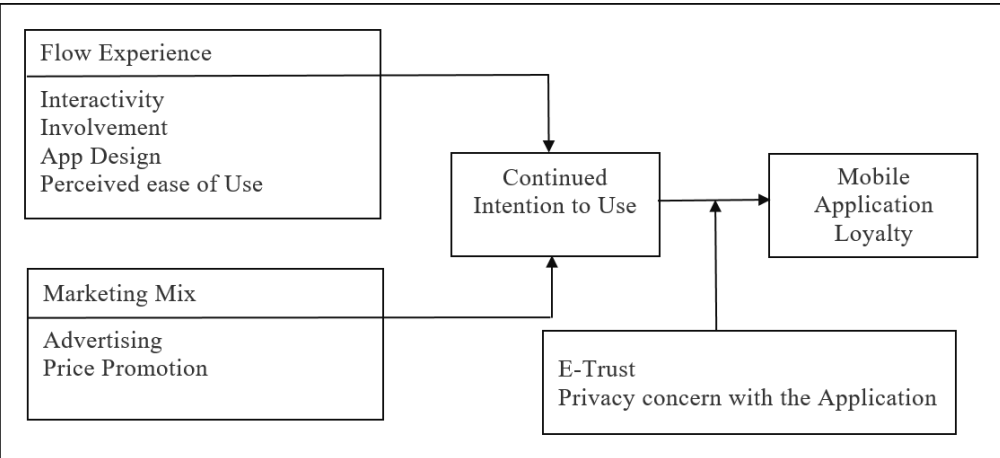 Flow Experience
Interactivity
Involvement
App Design
Perceived ease of Use
Continued
Intention to Use
Mobile
Application
Loyalty
Marketing Mix
Advertising
Price Promotion
E-Trust
Privacy concern with the Application